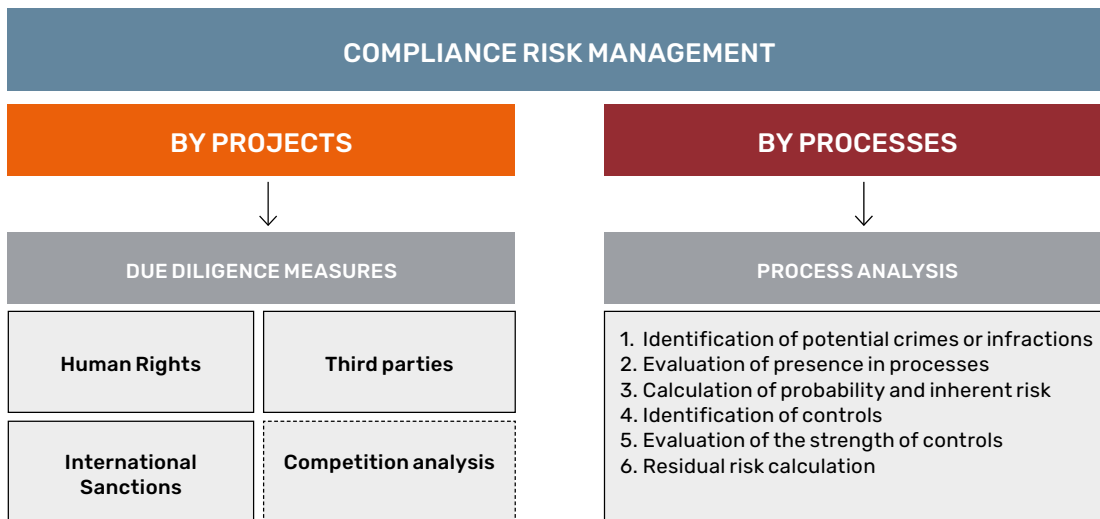 COMPLIANCE RISK MANAGEMENT
BY PROJECTS
DUE DILIGENCE MEASURES
Human Rights
Third parties
International
Sanctions
Competition analysis
BY PROCESSES
PROCESS ANALYSIS
1. Identification of potential crimes or infractions
2. Evaluation of presence in processes
3. Calculation of probability and inherent risk
4. Identification of controls
5. Evaluation of the strength of controls
6. Residual risk calculation